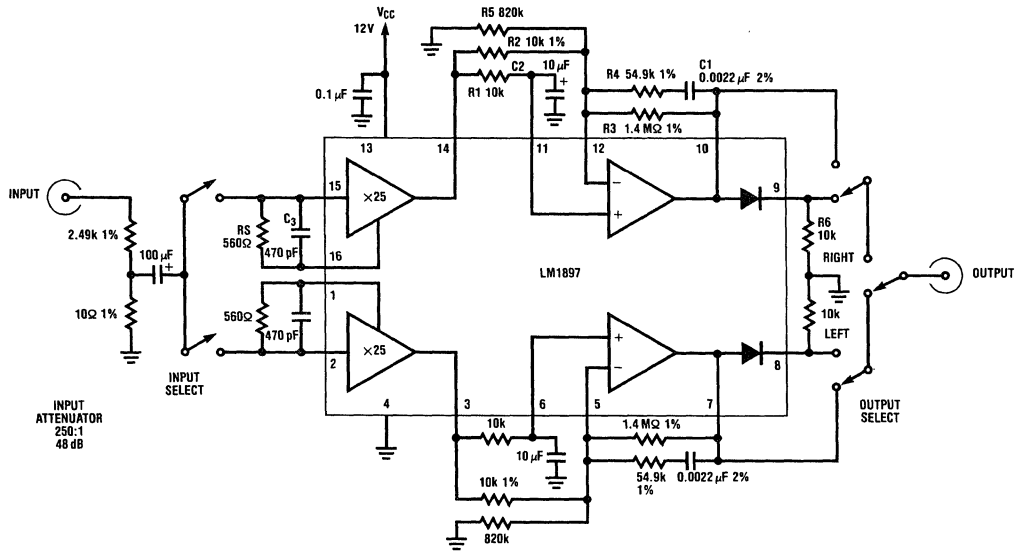 R5 820k
VCC
12V
R2 10k 1%
C2
10 µF
+
R1 10k
0.1 µF
C1
0.0022 µF 2%
R4 54.9k 1%
R3 1.4 MΩ 1%
13
14
11
12
10
INPUT
2.49k 1%
100 µF
+
10Ω 1%
INPUT
SELECT
INPUT
ATTENUATOR
250:1
48 dB
15
×25
RS
560Ω
C3
470 pF
16
1
560Ω
470 pF
2
×25
4
LM1897
−
+
+
−
9
8
R6
10k
RIGHT
10k
LEFT
OUTPUT
OUTPUT
SELECT
3
6
5
7
10k
10 µF
10k 1%
820k
1.4 MΩ 1%
54.9k
1%
0.0022 µF 2%